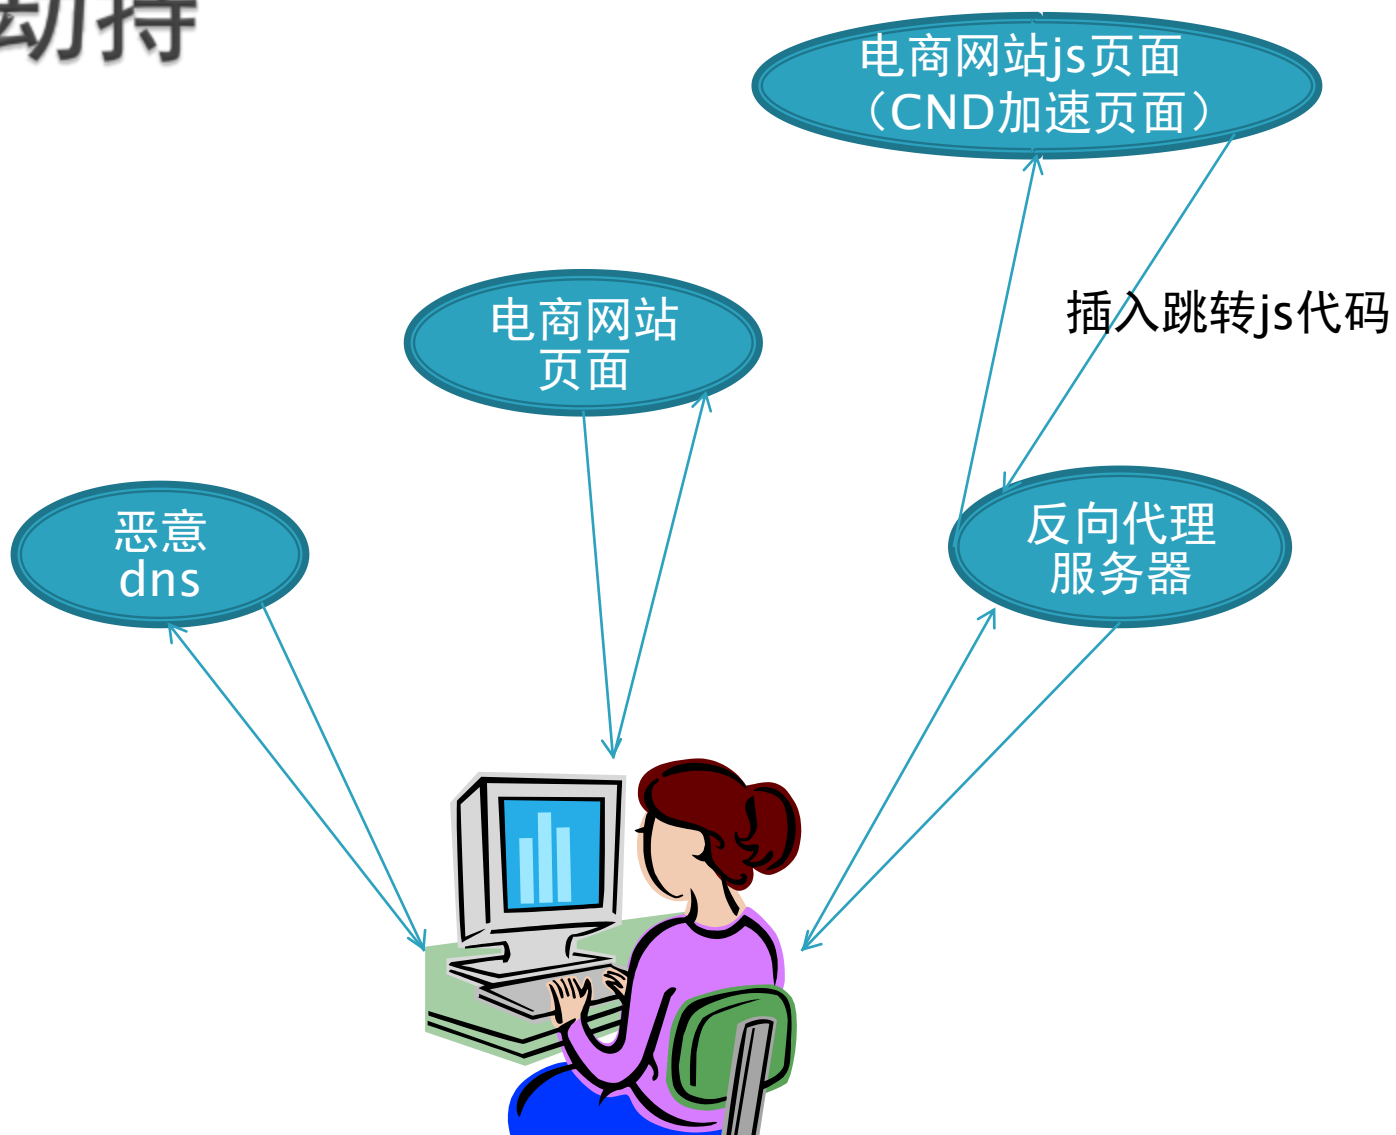 劫持
电商网站js页面
（CND加速页面）
插入跳转js代码
电商网站
页面
恶意
dns
反向代理
服务器